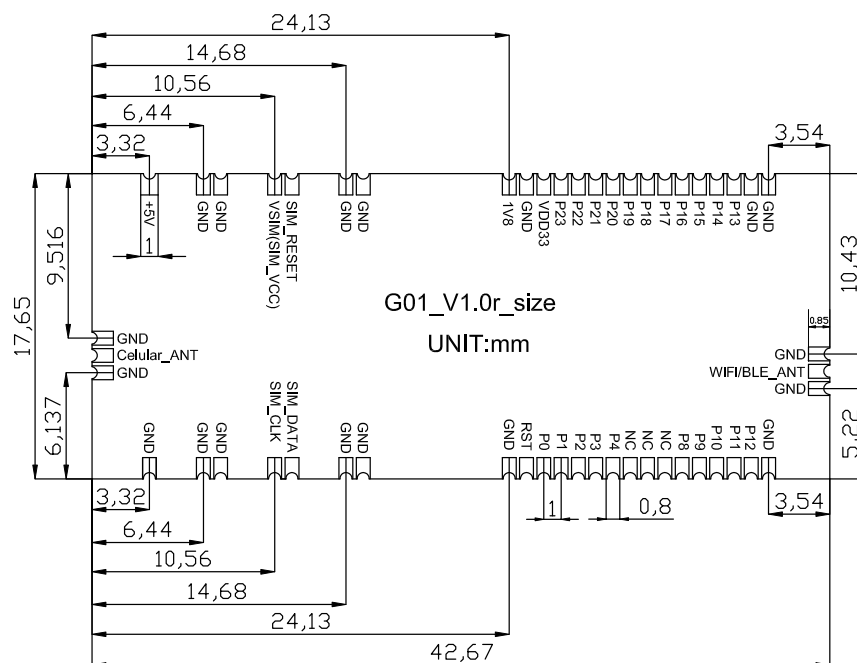 24,13
14,68
10,56
6,44
3,32
3,54
+5V
1
GND
GND
VSIM(SIM_VCC)
SIM_RESET
GND
GND
1V8
GND
VDD33
P23
P22
P21
P20
P19
P18
P17
P16
P15
P14
P13
GND
GND
9,516
17,65
10,43
G01_V1.0r_size
UNIT:mm
0.85
GND
Celular_ANT
GND
GND
WIFI/BLE_ANT
GND
6,137
5,22
GND
GND
GND
SIM_CLK
SIM_DATA
GND
GND
GND
RST
P0
P1
P2
P3
P4
NC
NC
NC
P8
P9
P10
P11
P12
GND
3,32
1
0,8
3,54
6,44
10,56
14,68
24,13
42,67